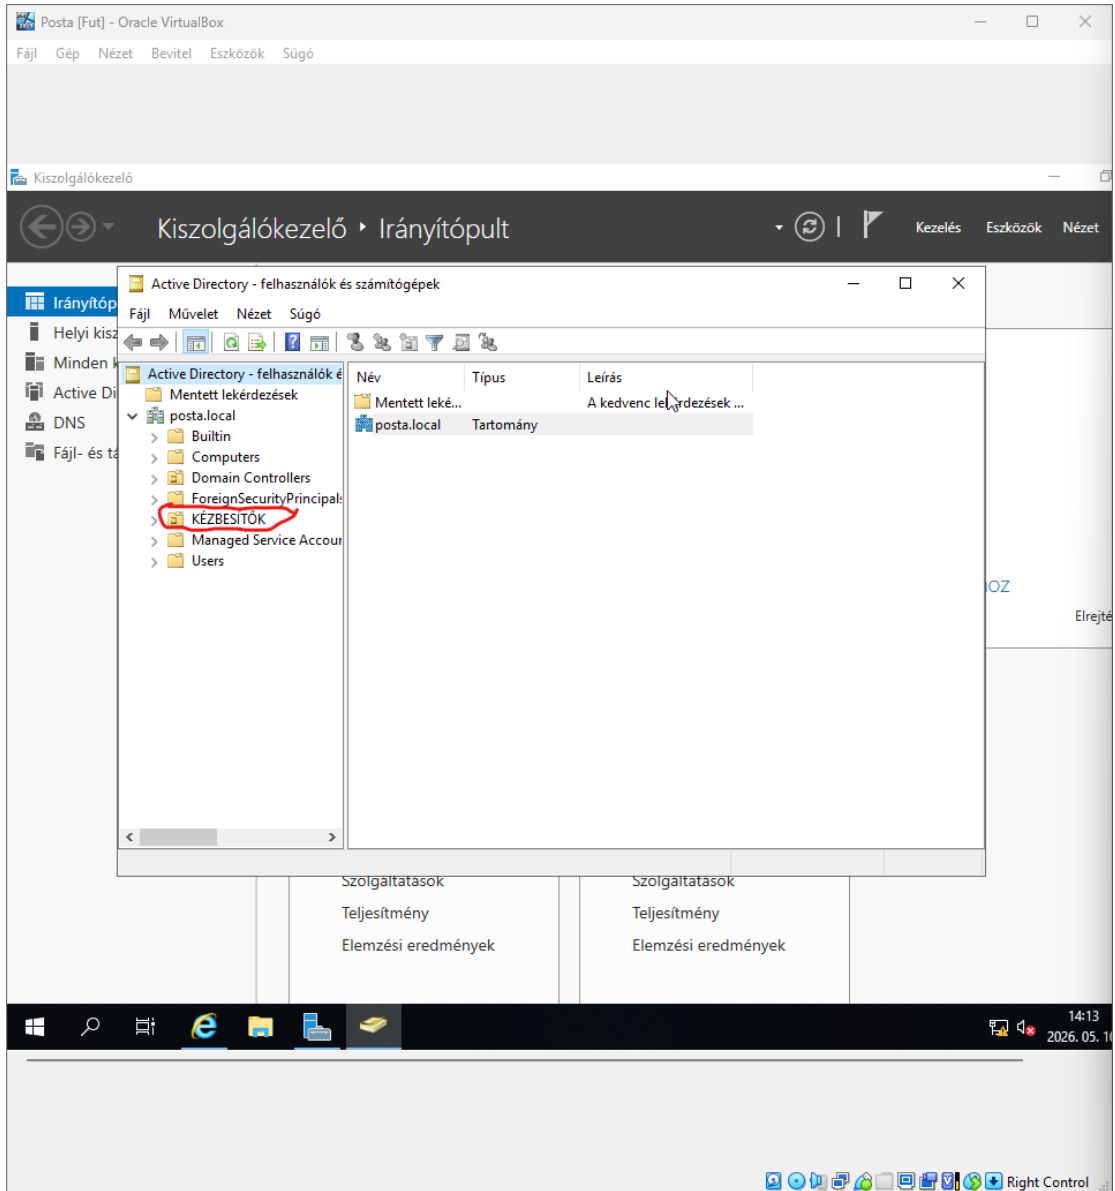 Posta [Fut] - Oracle VirtualBox
Fájl Gép Nézet Bevitel Eszközök Súgó
Kiszolgálókezelő
Kiszolgálókezelő Irányítópult
Kezelés Eszközök Nézet
Active Directory - felhasználók és számítógépek
Fájl Művelet Nézet Súgó
Irányítóp
Helyi kisz
Minden k
Active Di
DNS
Fájl- és tá
Active Directory - felhasználók é
Mentett lekérdezések
posta.local
Builtin
Computers
Domain Controllers
ForeignSecurityPrincipals
KÉZBESÍTŐK
Managed Service Accour
Users
Név Típus Leírás
Mentett leké... A kedvenc lekérdezések ...
posta.local Tartomány
OZ
Elrejté
Szolgáltatások Szolgáltatások
Teljesítmény Teljesítmény
Elemzési eredmények Elemzési eredmények
14:13
2026. 05. 10
Right Control